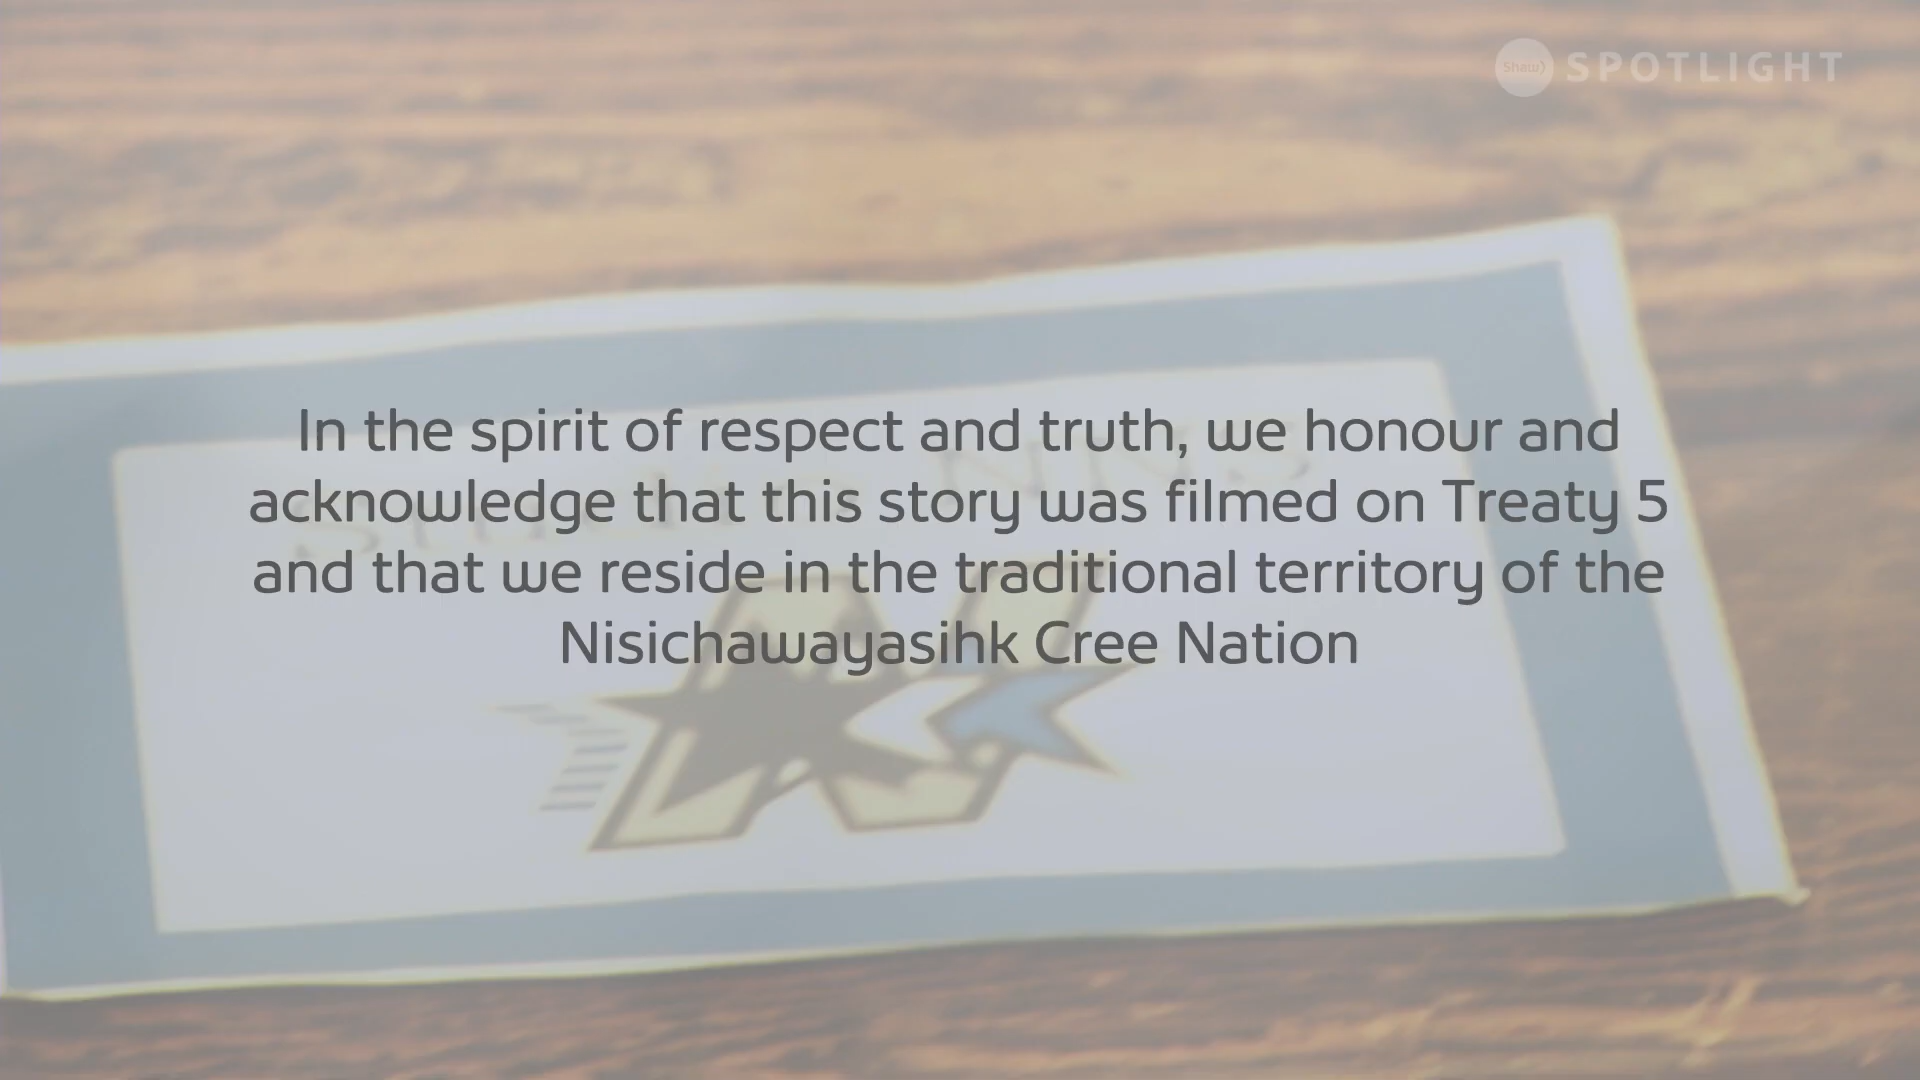 Shaw) SPOTLIGHT
In the spirit of respect and truth, we honour and
acknowledge that this story was filmed on Treaty 5
and that we reside in the traditional territory of the
Nisichawayasihk Cree Nation